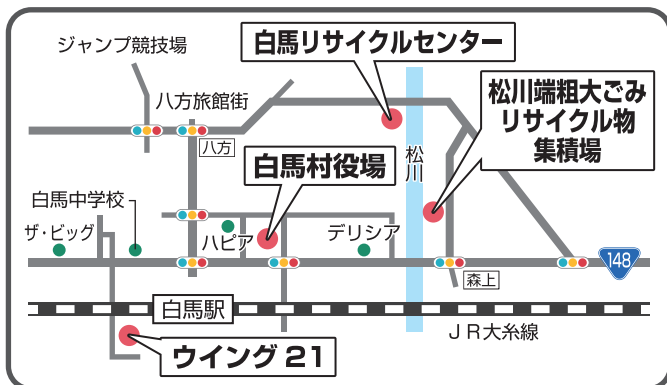 ジャンプ競技場
白馬リサイクルセンター
八方旅館街
松川端粗大ごみ
リサイクル物
集積場
八方
松川
白馬村役場
白馬中学校
ザ・ビッグ
ハピア
デリシア
148
森上
白馬駅
JR大糸線
ウイング21